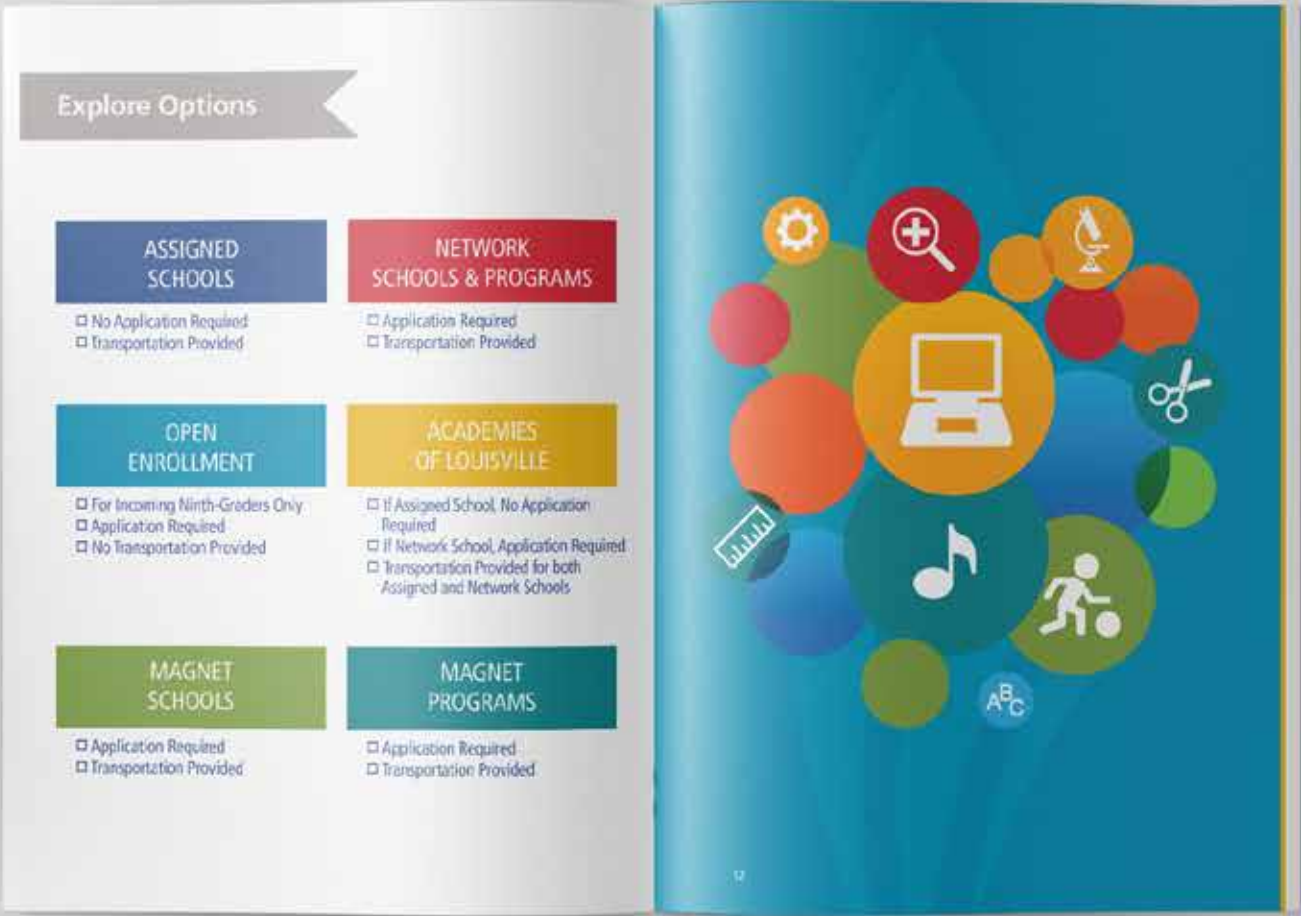 Explore Options
ASSIGNED
SCHOOLS
No Application Required
Transportation Provided
NETWORK
SCHOOLS & PROGRAMS
Application Required
Transportation Provided
OPEN
ENROLLMENT
For Incoming Ninth-Graders Only
Application Required
No Transportation Provided
ACADEMIES
OF LOUISVILLE
If Assigned School, No Application
Required
If Network School, Application Required
Transportation Provided for both
Assigned and Network Schools
MAGNET
SCHOOLS
Application Required
Transportation Provided
MAGNET
PROGRAMS
Application Required
Transportation Provided
ABC
12